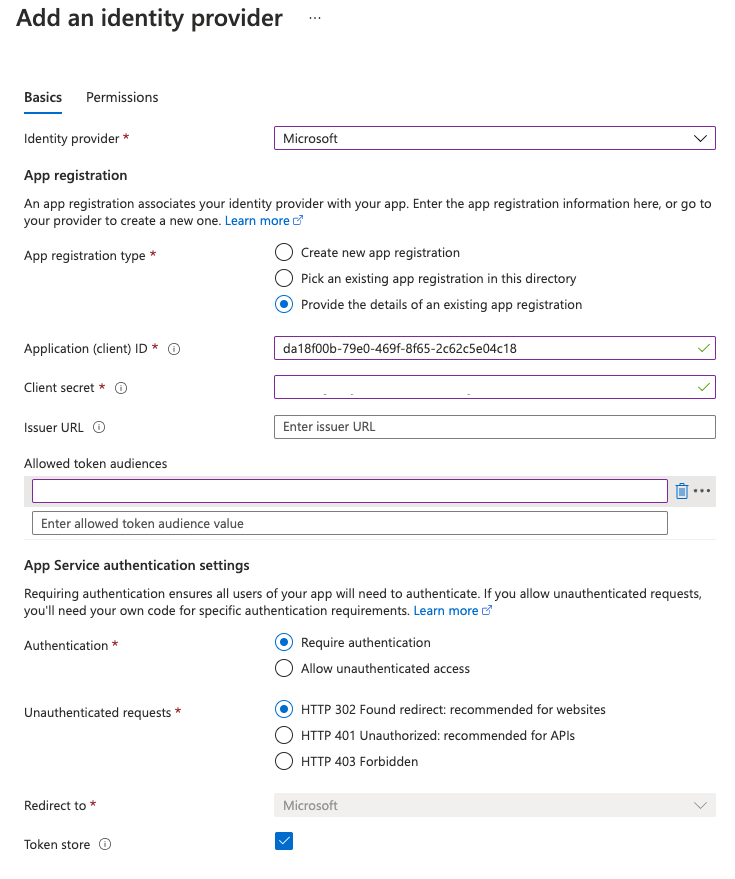 Add an identity provider ...
Basics Permissions
Identity provider * Microsoft
App registration
An app registration associates your identity provider with your app. Enter the app registration information here, or go to
your provider to create a new one. Learn more
App registration type * Create new app registration
Pick an existing app registration in this directory
Provide the details of an existing app registration
Application (client) ID * da18f00b-79e0-469f-8f65-2c62c5e04c18
Client secret *
Issuer URL Enter issuer URL
Allowed token audiences
Enter allowed token audience value
App Service authentication settings
Requiring authentication ensures all users of your app will need to authenticate. If you allow unauthenticated requests,
you'll need your own code for specific authentication requirements. Learn more
Authentication * Require authentication
Allow unauthenticated access
Unauthenticated requests * HTTP 302 Found redirect: recommended for websites
HTTP 401 Unauthorized: recommended for APIs
HTTP 403 Forbidden
Redirect to * Microsoft
Token store